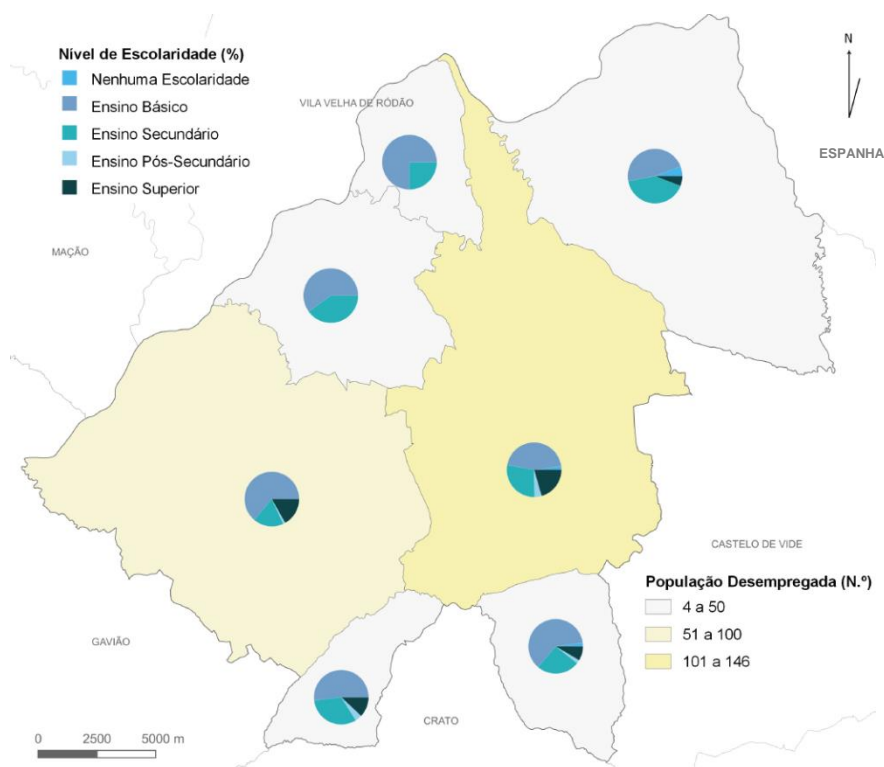 Nível de Escolaridade (%)
Nenhuma Escolaridade
Ensino Básico
Ensino Secundário
Ensino Pós-Secundário
Ensino Superior
VILA VELHA DE RÓDÃO
N
ESPANHA
MAÇÃO
CASTELO DE VIDE
População Desempregada (N.º)
4 a 50
51 a 100
101 a 146
GAVIÃO
CRATO
0 2500 5000 m